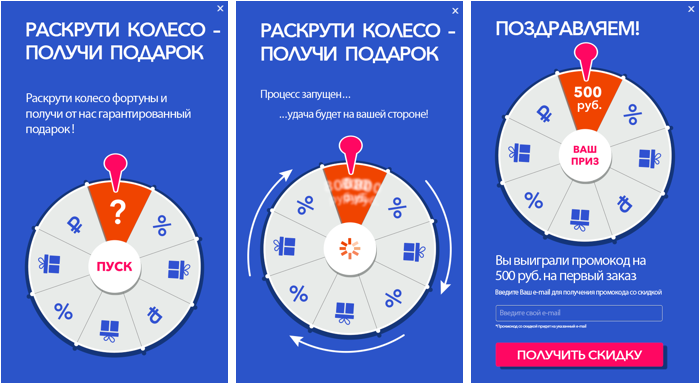 ×
РАСКРУТИ КОЛЕСО –
ПОЛУЧИ ПОДАРОК
Раскрути колесо фортуны и
получи от нас гарантированный
подарок!
?
₽
%
ПУСК
%
₽
×
РАСКРУТИ КОЛЕСО –
ПОЛУЧИ ПОДАРОК
Процесс запущен...
...удача будет на вашей стороне!
%
₽
%
×
ПОЗДРАВЛЯЕМ!
500
руб.
₽
%
ВАШ
ПРИЗ
%
₽
Вы выиграли промокод на
500 руб. на первый заказ
Введите Ваш e-mail для получения промокода со скидкой
Введите свой e-mail
*Промокод со скидкой придет на указанный e-mail
ПОЛУЧИТЬ СКИДКУ